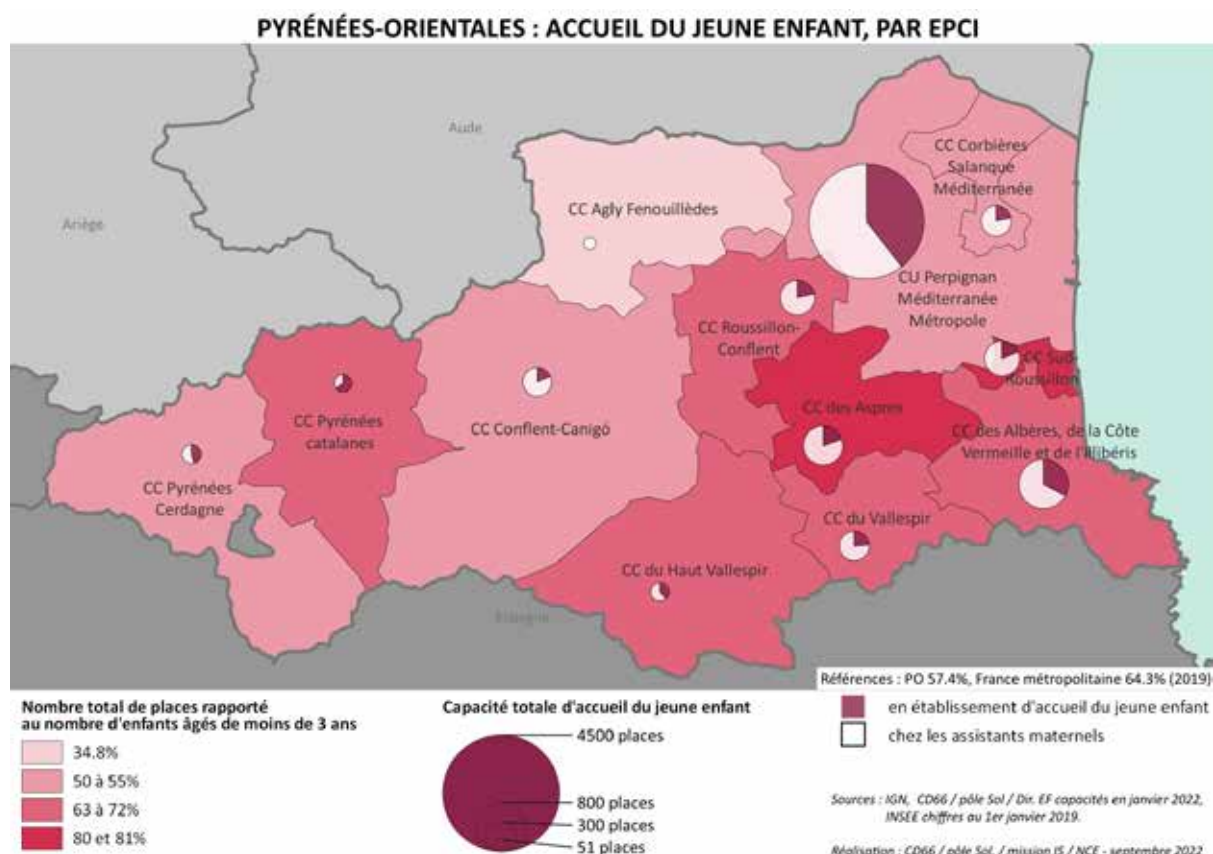 PYRÉNÉES-ORIENTALES : ACCUEIL DU JEUNE ENFANT, PAR EPCI
Aude
Ariège
CC Corbières
Salanque
Méditerranée
CC Agly Fenouillèdes
CU Perpignan
Méditerranée
Métropole
CC Roussillon-
Conflent
CC Sud-
Roussillon
CC Pyrénées
catalanes
CC Conflent-Canigó
CC des Aspres
CC des Albères, de la Côte
Vermeille et de l'Illibéris
CC Pyrénées
Cerdagne
CC du Vallespir
CC du Haut Vallespir
Espagne
Références : PO 57.4%, France métropolitaine 64.3% (2019)
Nombre total de places rapporté
au nombre d'enfants âgés de moins de 3 ans
34.8%
50 à 55%
63 à 72%
80 et 81%
Capacité totale d'accueil du jeune enfant
4500 places
800 places
300 places
51 places
en établissement d'accueil du jeune enfant
chez les assistants maternels
Sources : IGN, CD66 / pôle Sol / Dir. EF capacités en janvier 2022,
INSEE chiffres au 1er janvier 2019.
Réalisation : CD66 / pôle Sol. / mission IS / NCE - septembre 2022